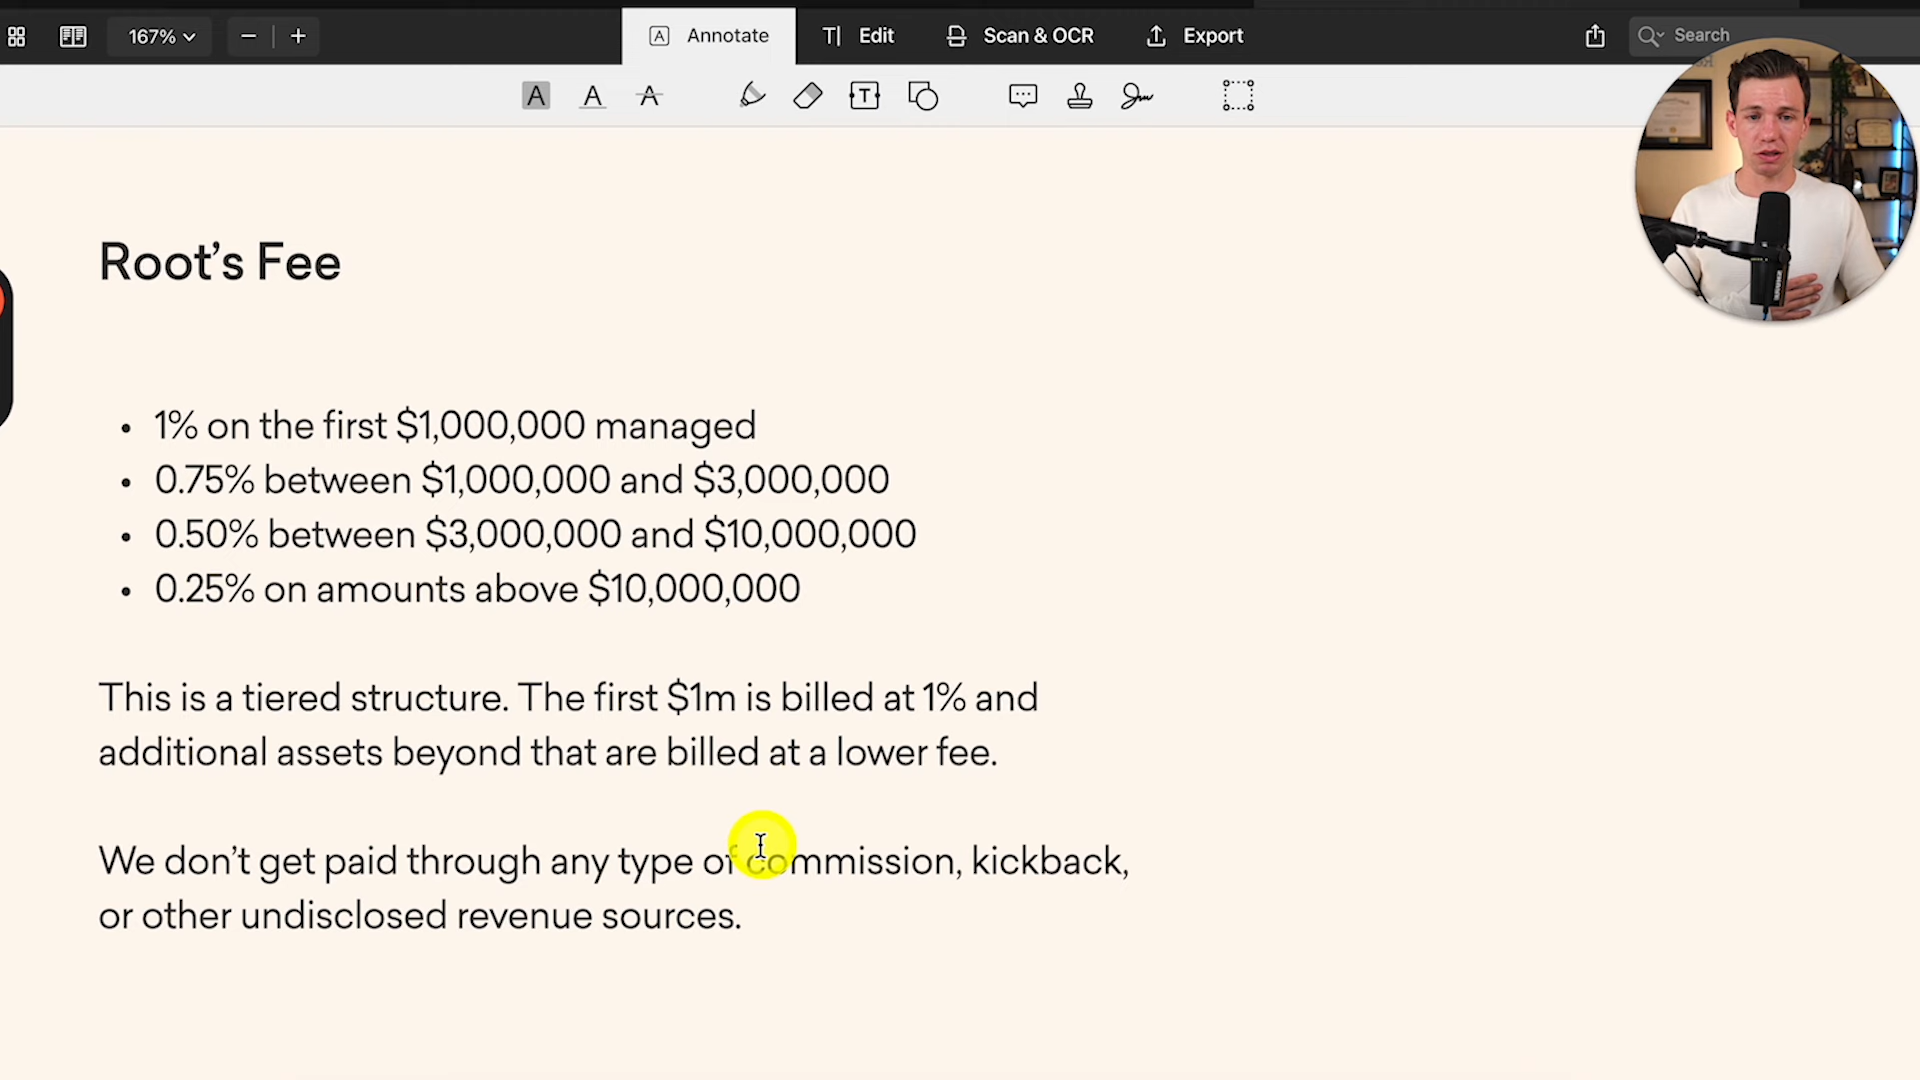 167%
Annotate
Edit
Scan & OCR
Export
Search
Root's Fee
• 1% on the first $1,000,000 managed
• 0.75% between $1,000,000 and $3,000,000
• 0.50% between $3,000,000 and $10,000,000
• 0.25% on amounts above $10,000,000
This is a tiered structure. The first $1m is billed at 1% and
additional assets beyond that are billed at a lower fee.
We don't get paid through any type of commission, kickback,
or other undisclosed revenue sources.